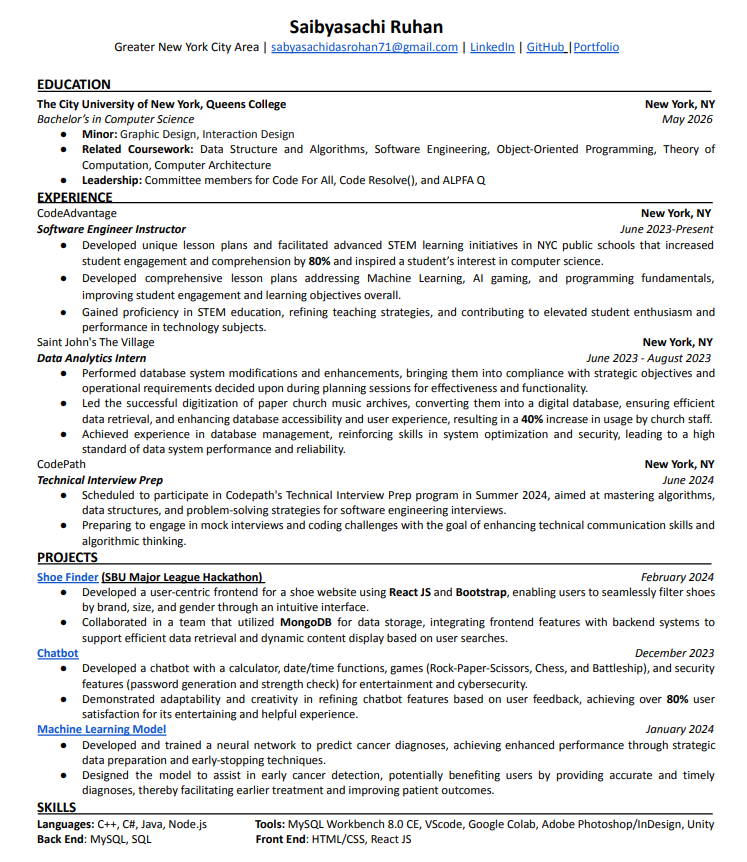 Saibyasachi Ruhan
Greater New York City Area | sabyasachidasrohan71@gmail.com | LinkedIn | GitHub |Portfolio
EDUCATION
The City University of New York, Queens College New York, NY
Bachelor's in Computer Science May 2026
● Minor: Graphic Design, Interaction Design
● Related Coursework: Data Structure and Algorithms, Software Engineering, Object-Oriented Programming, Theory of
Computation, Computer Architecture
● Leadership: Committee members for Code For All, Code Resolve(), and ALPFA Q
EXPERIENCE
CodeAdvantage New York, NY
Software Engineer Instructor June 2023-Present
● Developed unique lesson plans and facilitated advanced STEM learning initiatives in NYC public schools that increased
student engagement and comprehension by 80% and inspired a student's interest in computer science.
● Developed comprehensive lesson plans addressing Machine Learning, AI gaming, and programming fundamentals,
improving student engagement and learning objectives overall.
● Gained proficiency in STEM education, refining teaching strategies, and contributing to elevated student enthusiasm and
performance in technology subjects.
Saint John's The Village New York, NY
Data Analytics Intern June 2023 - August 2023
● Performed database system modifications and enhancements, bringing them into compliance with strategic objectives and
operational requirements decided upon during planning sessions for effectiveness and functionality.
● Led the successful digitization of paper church music archives, converting them into a digital database, ensuring efficient
data retrieval, and enhancing database accessibility and user experience, resulting in a 40% increase in usage by church staff.
● Achieved experience in database management, reinforcing skills in system optimization and security, leading to a high
standard of data system performance and reliability.
CodePath New York, NY
Technical Interview Prep June 2024
● Scheduled to participate in Codepath's Technical Interview Prep program in Summer 2024, aimed at mastering algorithms,
data structures, and problem-solving strategies for software engineering interviews.
● Preparing to engage in mock interviews and coding challenges with the goal of enhancing technical communication skills and
algorithmic thinking.
PROJECTS
Shoe Finder (SBU Major League Hackathon) February 2024
● Developed a user-centric frontend for a shoe website using React JS and Bootstrap, enabling users to seamlessly filter shoes
by brand, size, and gender through an intuitive interface.
● Collaborated in a team that utilized MongoDB for data storage, integrating frontend features with backend systems to
support efficient data retrieval and dynamic content display based on user searches.
Chatbot December 2023
● Developed a chatbot with a calculator, date/time functions, games (Rock-Paper-Scissors, Chess, and Battleship), and security
features (password generation and strength check) for entertainment and cybersecurity.
● Demonstrated adaptability and creativity in refining chatbot features based on user feedback, achieving over 80% user
satisfaction for its entertaining and helpful experience.
Machine Learning Model January 2024
● Developed and trained a neural network to predict cancer diagnoses, achieving enhanced performance through strategic
data preparation and early-stopping techniques.
● Designed the model to assist in early cancer detection, potentially benefiting users by providing accurate and timely
diagnoses, thereby facilitating earlier treatment and improving patient outcomes.
SKILLS
Languages: C++, C#, Java, Node.js Tools: MySQL Workbench 8.0 CE, VScode, Google Colab, Adobe Photoshop/InDesign, Unity
Back End: MySQL, SQL Front End: HTML/CSS, React JS